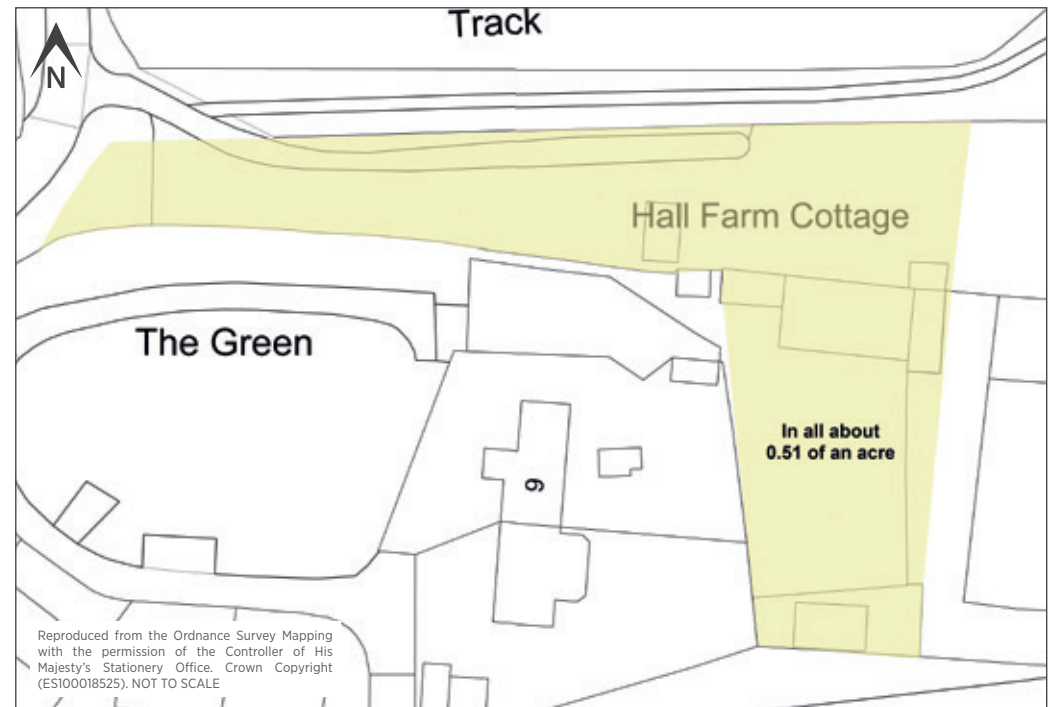 Track
N
Hall Farm Cottage
The Green
In all about
0.51 of an acre
9
Reproduced from the Ordnance Survey Mapping
with the permission of the Controller of His
Majesty's Stationery Office. Crown Copyright
(ES100018525). NOT TO SCALE